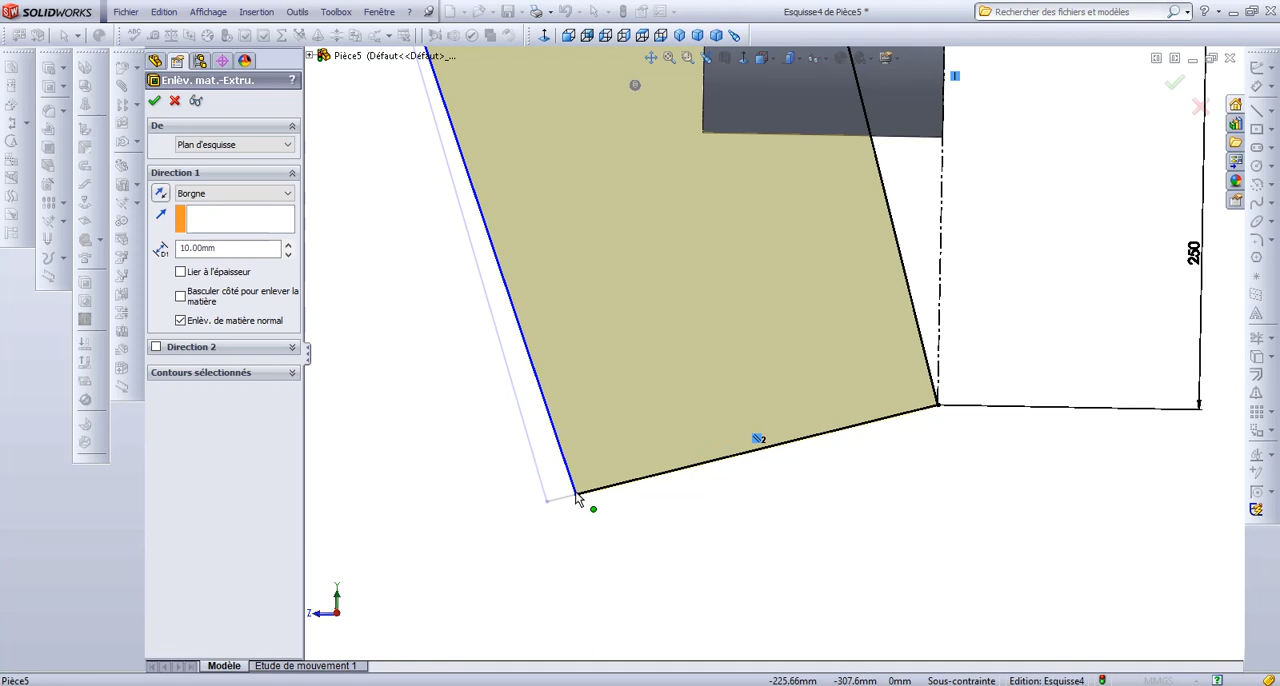 SOLIDWORKS
Fichier Edition Affichage Insertion Outils Toolbox Fenêtre ?
Esquisse4 de Pièce5 *
Rechercher des fichiers et modèles
Pièce5 (Défaut<<Défaut>_...
Enlèv. mat.-Extru. ?
De
Plan d'esquisse
Direction 1
Borgne
D1 10.00mm
Lier à l'épaisseur
Basculer côté pour enlever la
matière
Enlèv. de matière normal
Direction 2
Contours sélectionnés
250
2
Y
Z
Modèle Etude de mouvement 1
Pièce5 -225.66mm -307.6mm 0mm Sous-contrainte Edition: Esquisse4 MMGS ?